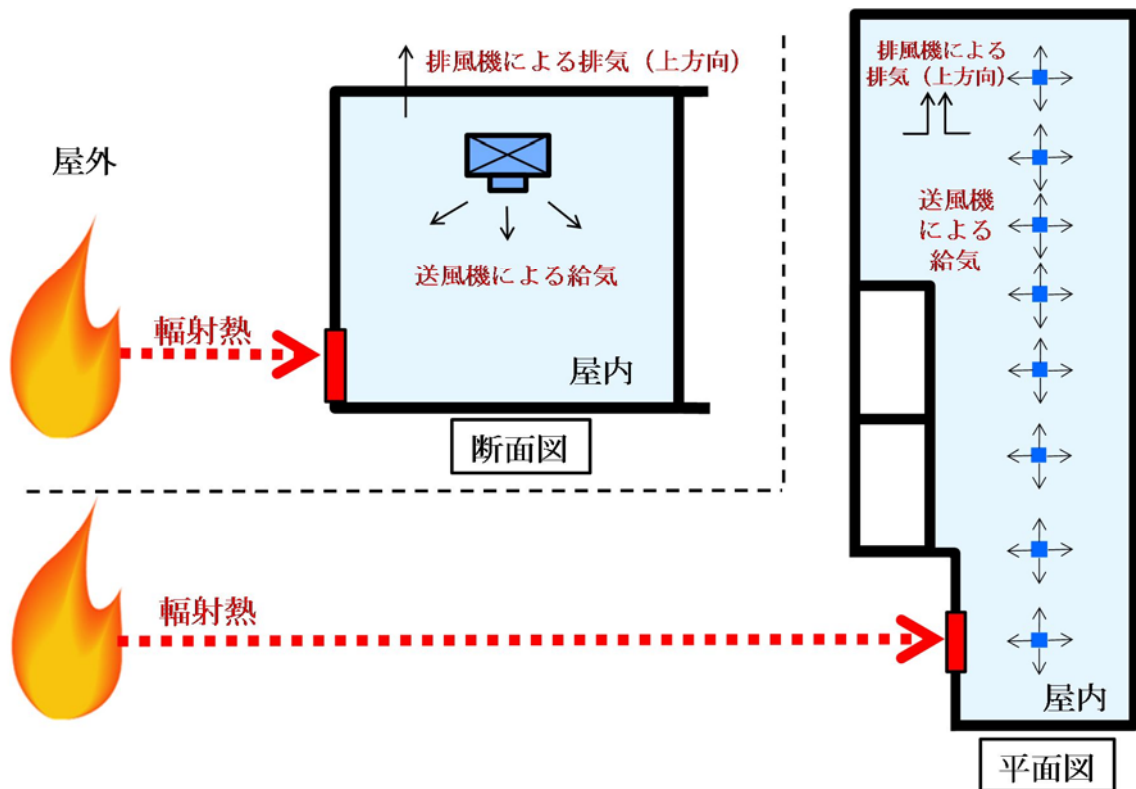 排風機による排気（上方向）
屋外
送風機による給気
輻射熱
屋内
断面図
輻射熱
排風機による
排気（上方向）
送風機
による
給気
屋内
平面図